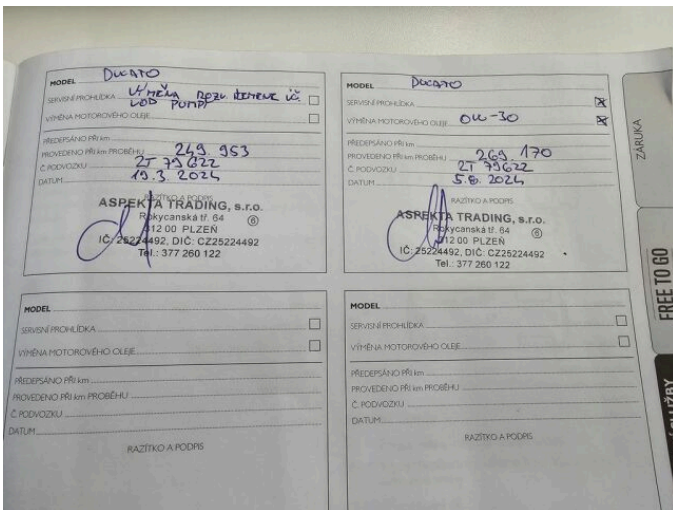 MODEL DUCATO
SERVISNÍ PROHLÍDKA VÝMĚNA ROZV. ŘEMENE
VÝMĚNA MOTOROVÉHO OLEJE VOD PUMPY
PŘEDEPSÁNO PŘI km
PROVEDENO PŘI km PROBĚHU 249 953
Č. PODVOZKU 2T 79622
DATUM 19.3. 2024
RAZÍTKO A PODPIS
ASPEKTA TRADING, s.r.o.
Rokycanská tř. 64 6
312 00 PLZEŇ
IČ: 25224492, DIČ: CZ25224492
Tel.: 377 260 122
MODEL DUCATO
SERVISNÍ PROHLÍDKA
VÝMĚNA MOTOROVÉHO OLEJE OW-30
PŘEDEPSÁNO PŘI km
PROVEDENO PŘI km PROBĚHU 269 170
Č. PODVOZKU 2T 79622
DATUM 5.8. 2024
RAZÍTKO A PODPIS
ASPEKTA TRADING, s.r.o.
Rokycanská tř. 64 6
312 00 PLZEŇ
IČ: 25224492, DIČ: CZ25224492
Tel.: 377 260 122
MODEL
SERVISNÍ PROHLÍDKA
VÝMĚNA MOTOROVÉHO OLEJE
PŘEDEPSÁNO PŘI km
PROVEDENO PŘI km PROBĚHU
Č. PODVOZKU
DATUM
RAZÍTKO A PODPIS
MODEL
SERVISNÍ PROHLÍDKA
VÝMĚNA MOTOROVÉHO OLEJE
PŘEDEPSÁNO PŘI km
PROVEDENO PŘI km PROBĚHU
Č. PODVOZKU
DATUM
RAZÍTKO A PODPIS
ZÁRUKA
FREE TO GO
SLUŽBY